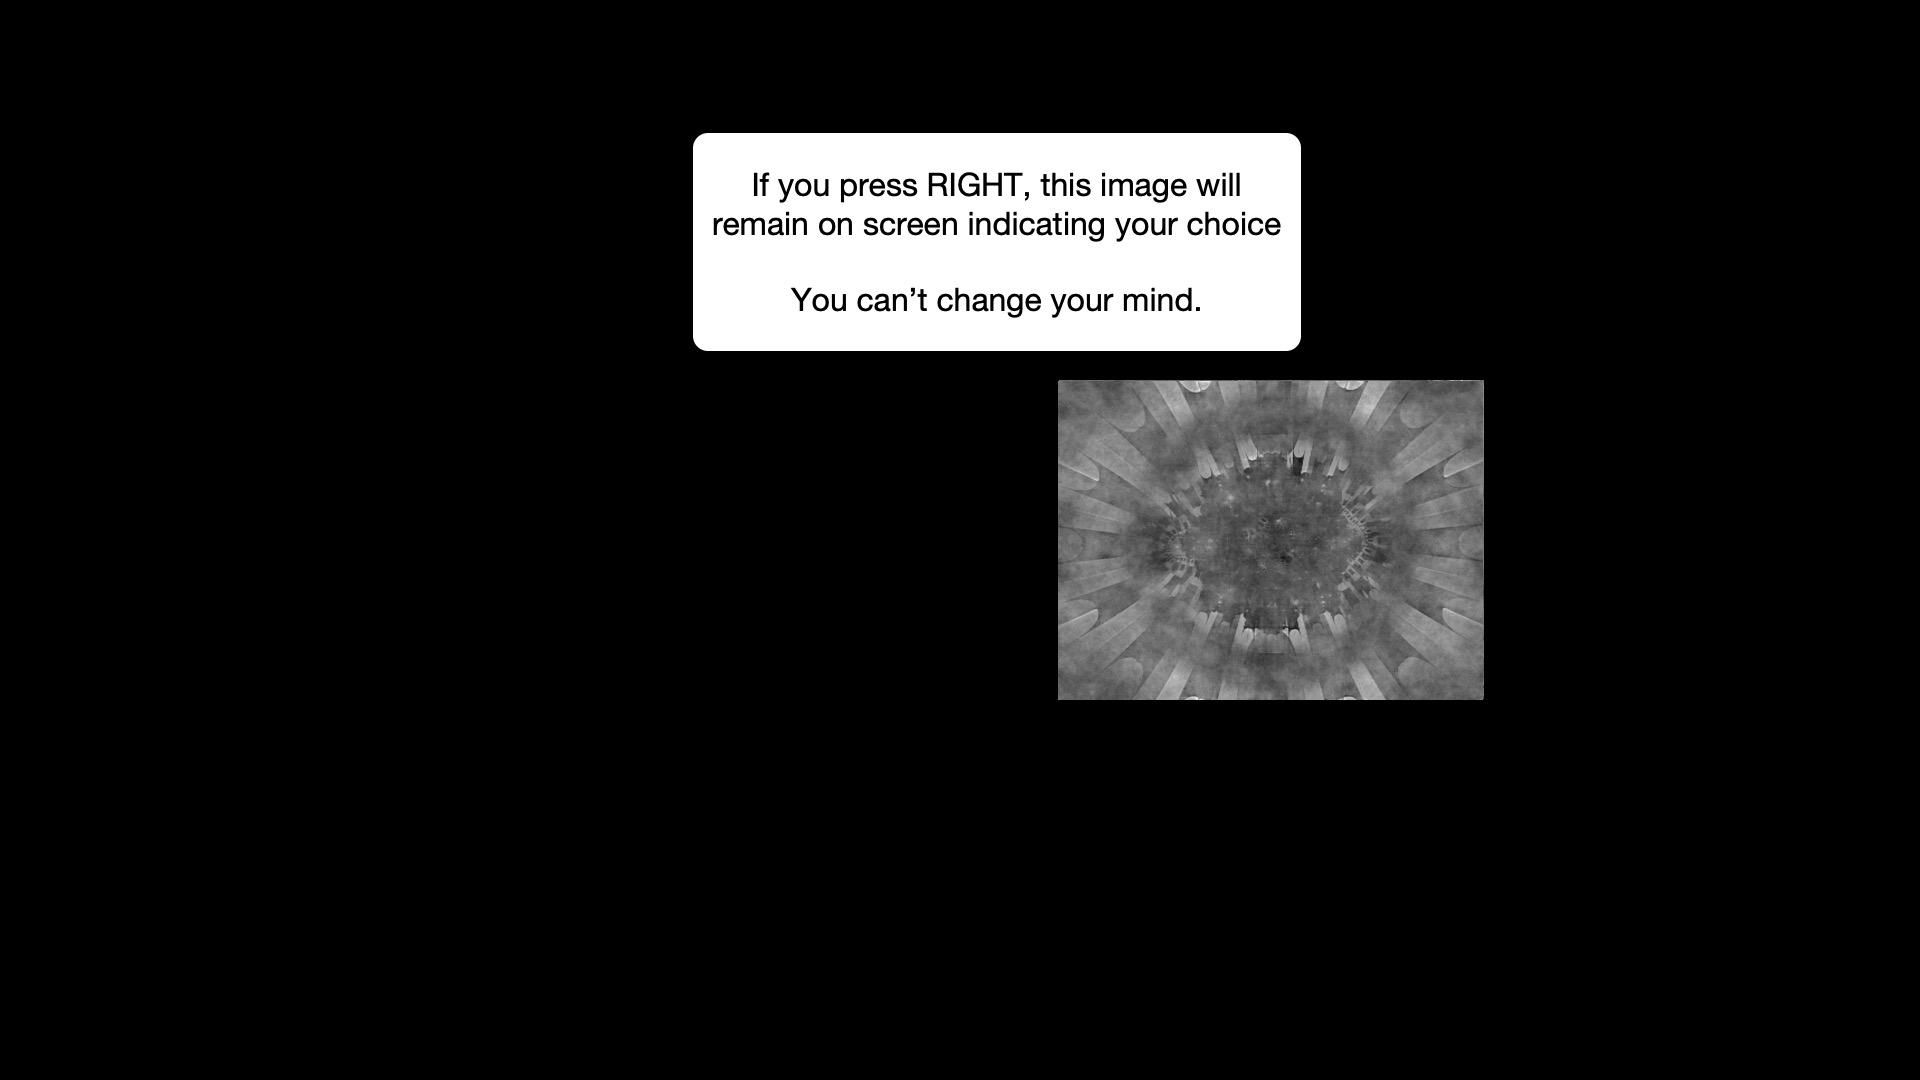 If you press RIGHT, this image will
remain on screen indicating your choice
You can’t change your mind.